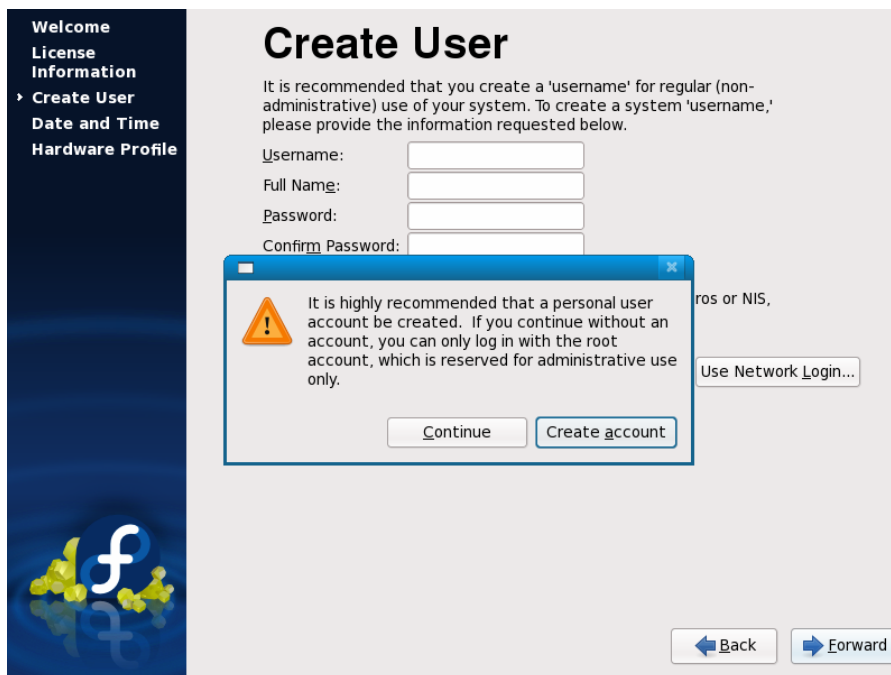 Welcome
License
Information
Create User
Date and Time
Hardware Profile
Create User
It is recommended that you create a 'username' for regular (non-
administrative) use of your system. To create a system 'username,'
please provide the information requested below.
Username:
Full Name:
Password:
Confirm Password:
ros or NIS,
Use Network Login...
It is highly recommended that a personal user
account be created. If you continue without an
account, you can only log in with the root
account, which is reserved for administrative use
only.
Continue
Create account
Back
Forward